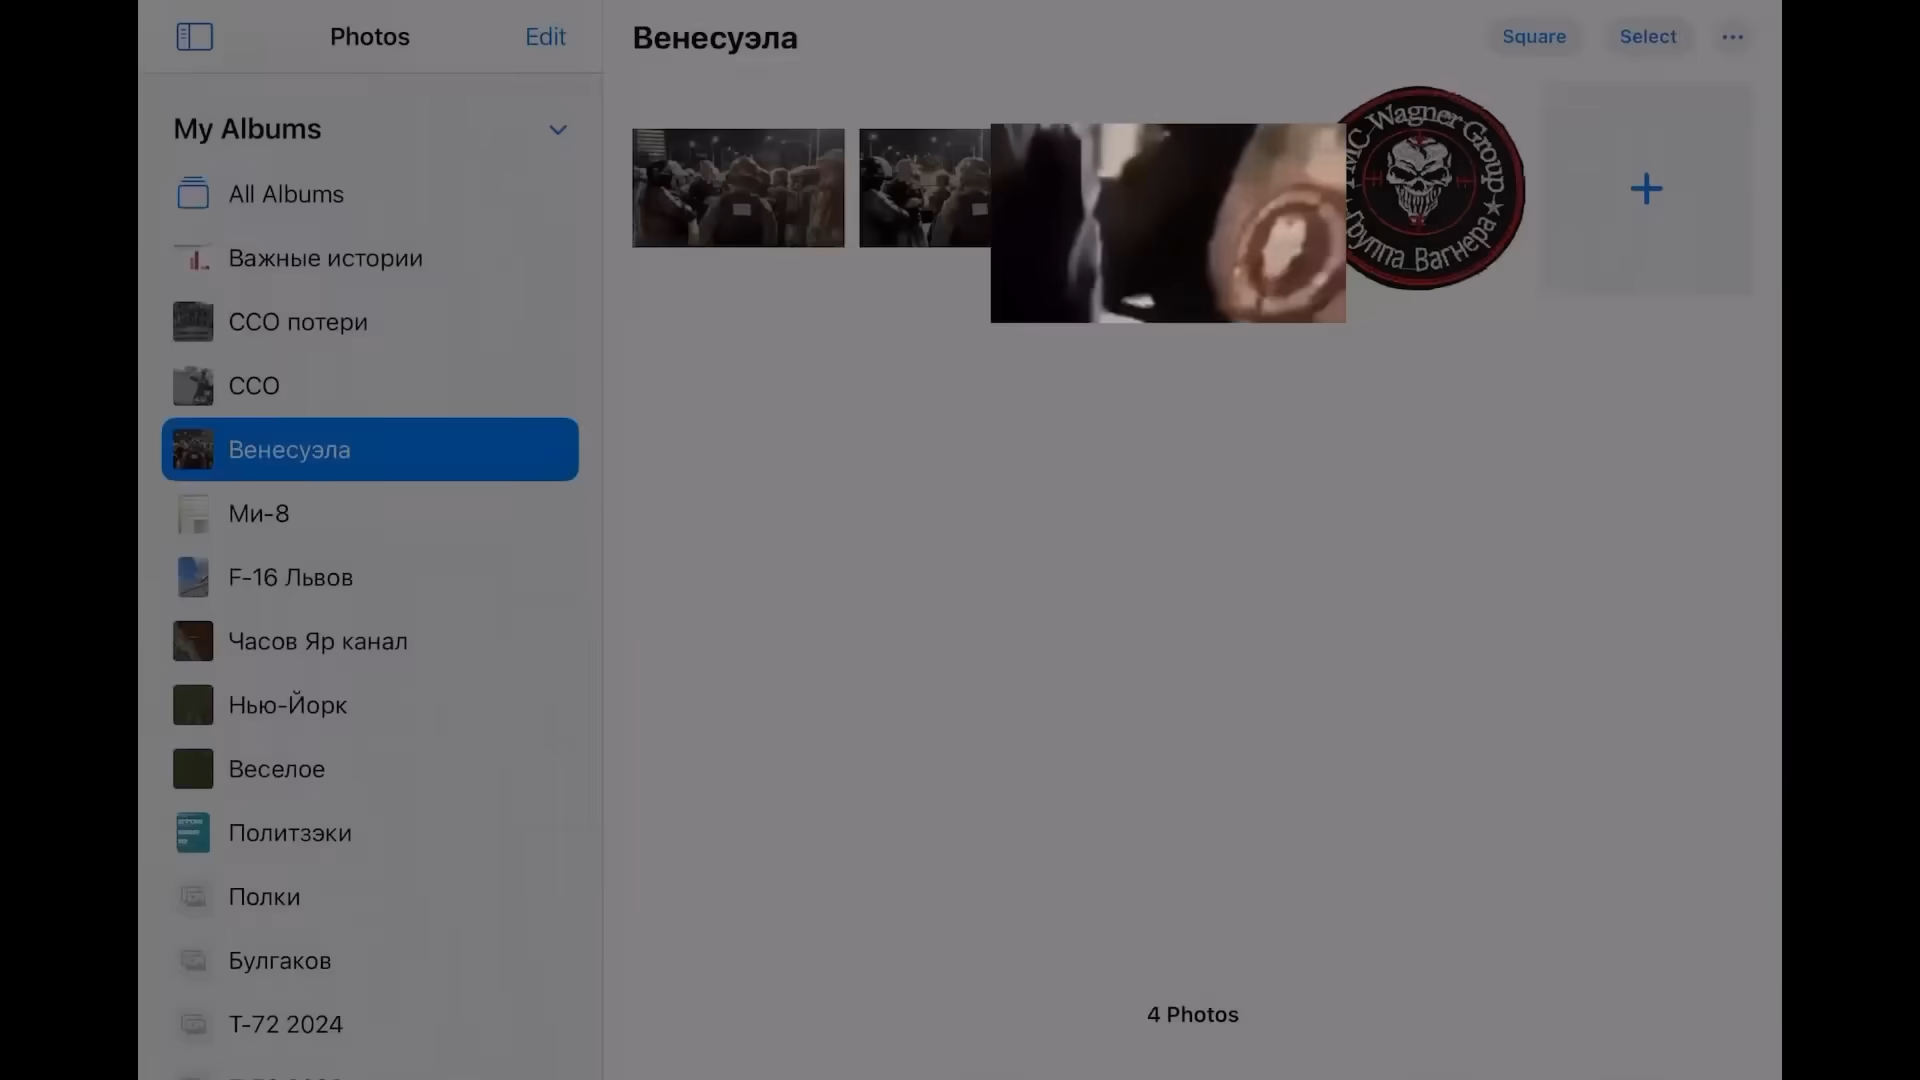 Photos
Edit
My Albums
All Albums
Важные истории
ССО потери
ССО
Венесуэла
Ми-8
F-16 Львов
Часов Яр канал
Нью-Йорк
Веселое
Политзэки
Полки
Булгаков
Т-72 2024
Венесуэла
Square
Select
PMC Wagner Group
Группа Вагнера
4 Photos